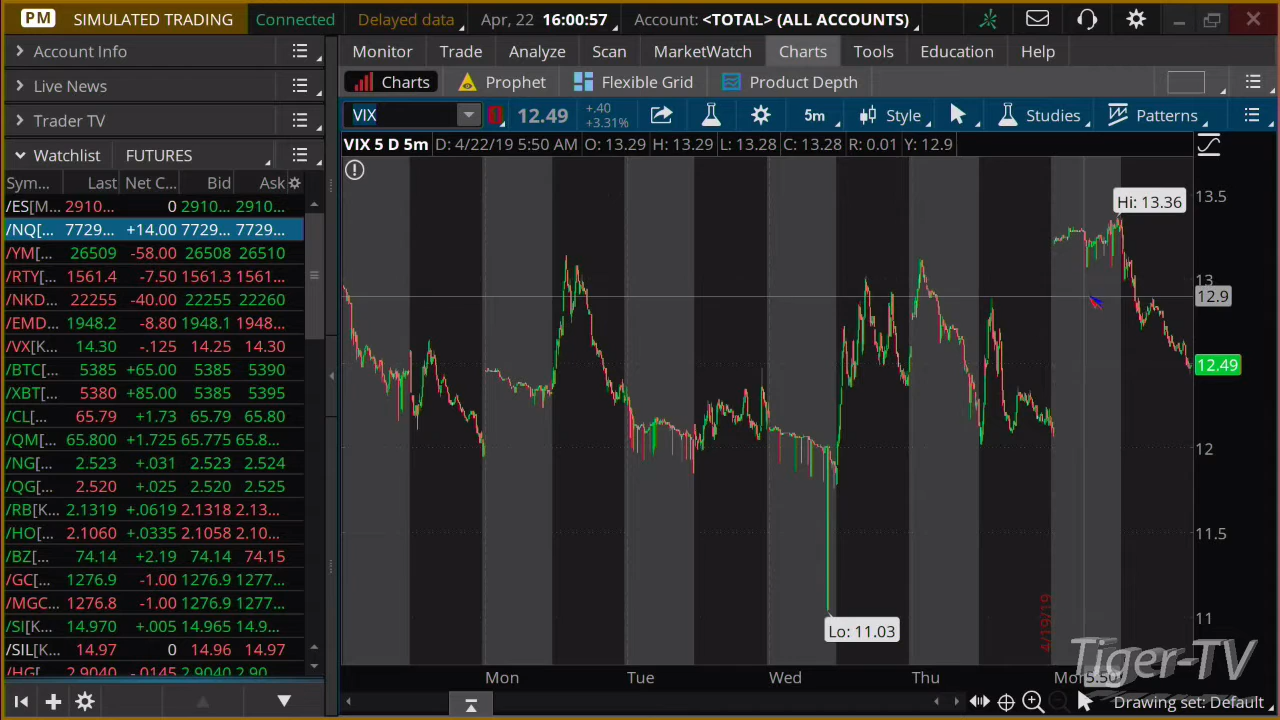 PM SIMULATED TRADING Connected Delayed data Apr, 22 16:00:57 Account: <TOTAL> (ALL ACCOUNTS)
Account Info
Live News
Trader TV
Watchlist FUTURES
Sym... Last Net C... Bid Ask
/ES[M... 2910... 0 2910... 2910...
/NQ[... 7729... +14.00 7729... 7729...
/YM[... 26509 -58.00 26508 26510
/RTY[... 1561.4 -7.50 1561.3 1561...
/NKD... 22255 -40.00 22255 22260
/EMD... 1948.2 -8.80 1948.1 1948...
/VX[K... 14.30 -.125 14.25 14.30
/BTC[... 5385 +65.00 5385 5390
/XBT[... 5380 +85.00 5385 5395
/CL[... +1.73 65.79 65.79 65.80
/QM[... 65.800 +1.725 65.775 65.8...
/NG[... 2.523 +.031 2.523 2.524
/QG[... 2.520 +.025 2.520 2.525
/RB[K... 2.1319 +.0619 2.1318 2.13...
/HO[... 2.1060 +.0335 2.1058 2.10...
/BZ[... 74.14 +2.19 74.14 74.15
/GC[... 1276.9 -1.00 1276.9 1277...
/MGC... 1276.8 -1.00 1276.9 1277...
/SI[K... 14.970 +.005 14.965 14.9...
/SIL[K... 14.97 0 14.96 14.97
/HG[... 2.9040 -.0145 2.9040 2.90...
Monitor Trade Analyze Scan MarketWatch Charts Tools Education Help
Charts Prophet Flexible Grid Product Depth
VIX 12.49 +.40 +3.31% 5m Style Studies Patterns
VIX 5 D 5m D: 4/22/19 5:50 AM O: 13.29 H: 13.29 L: 13.28 C: 13.28 R: 0.01 Y: 12.9
Hi: 13.36
13.5
13
12.9
12.49
12
11.5
11
Lo: 11.03
4/19/19
Mon Tue Wed Thu Mon 5:50
Tiger-TV
Drawing set: Default